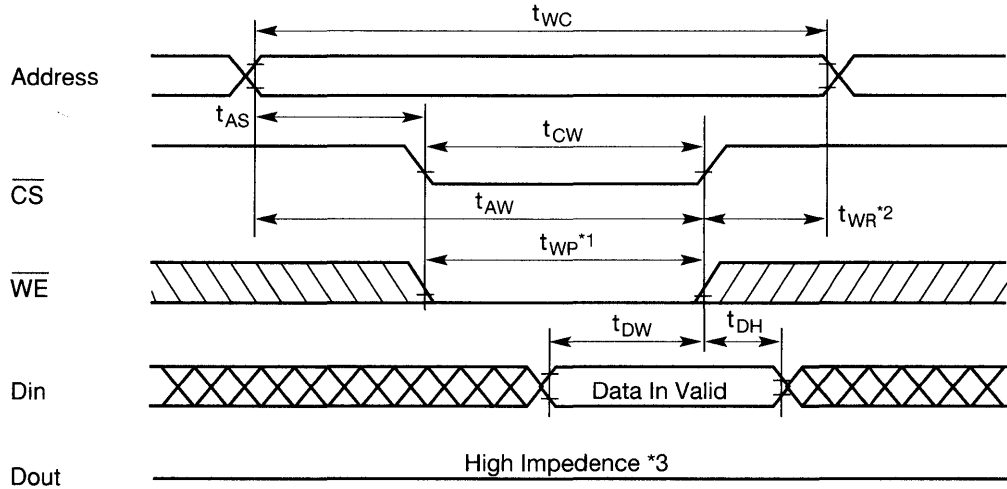 tWC
Address
tAS
tCW
CS
tAW
tWR*2
tWP*1
WE
tDW
tDH
Din
Data In Valid
High Impedence *3
Dout